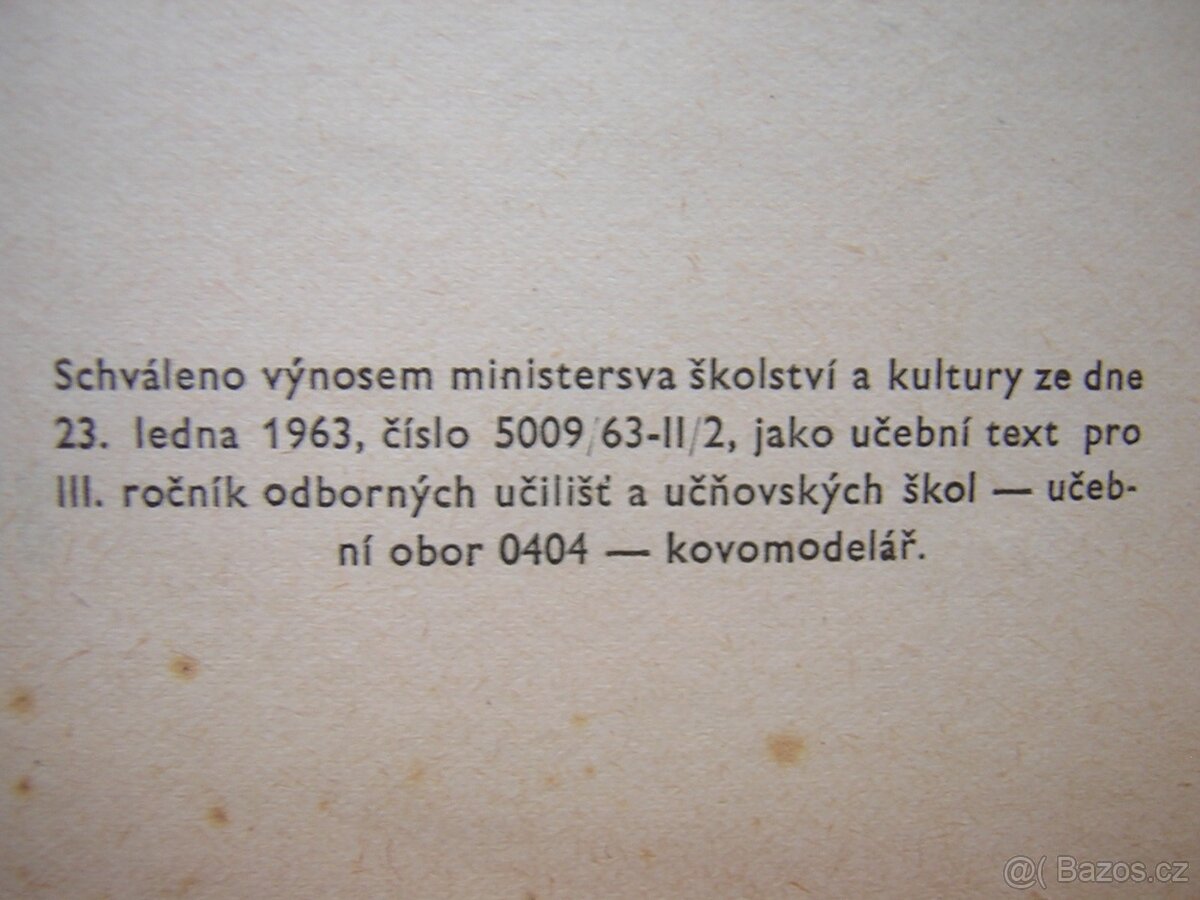 Schváleno výnosem ministersva školství a kultury ze dne
23. ledna 1963, číslo 5009/63-II/2, jako učební text pro
III. ročník odborných učilišť a učňovských škol — učeb-
ní obor 0404 — kovomodelář.
@( Bazos.cz